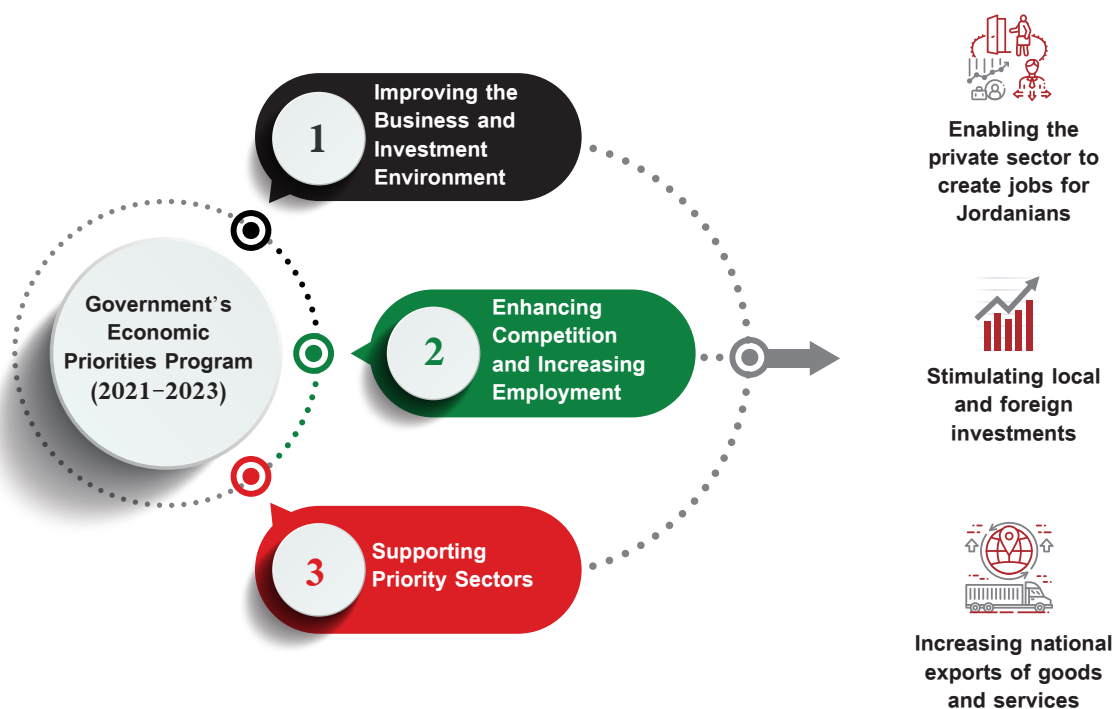 Government's
Economic
Priorities Program
(2021-2023)
1
Improving the
Business and
Investment
Environment
2
Enhancing
Competition
and Increasing
Employment
3
Supporting
Priority Sectors
Enabling the
private sector to
create jobs for
Jordanians
Stimulating local
and foreign
investments
Increasing national
exports of goods
and services